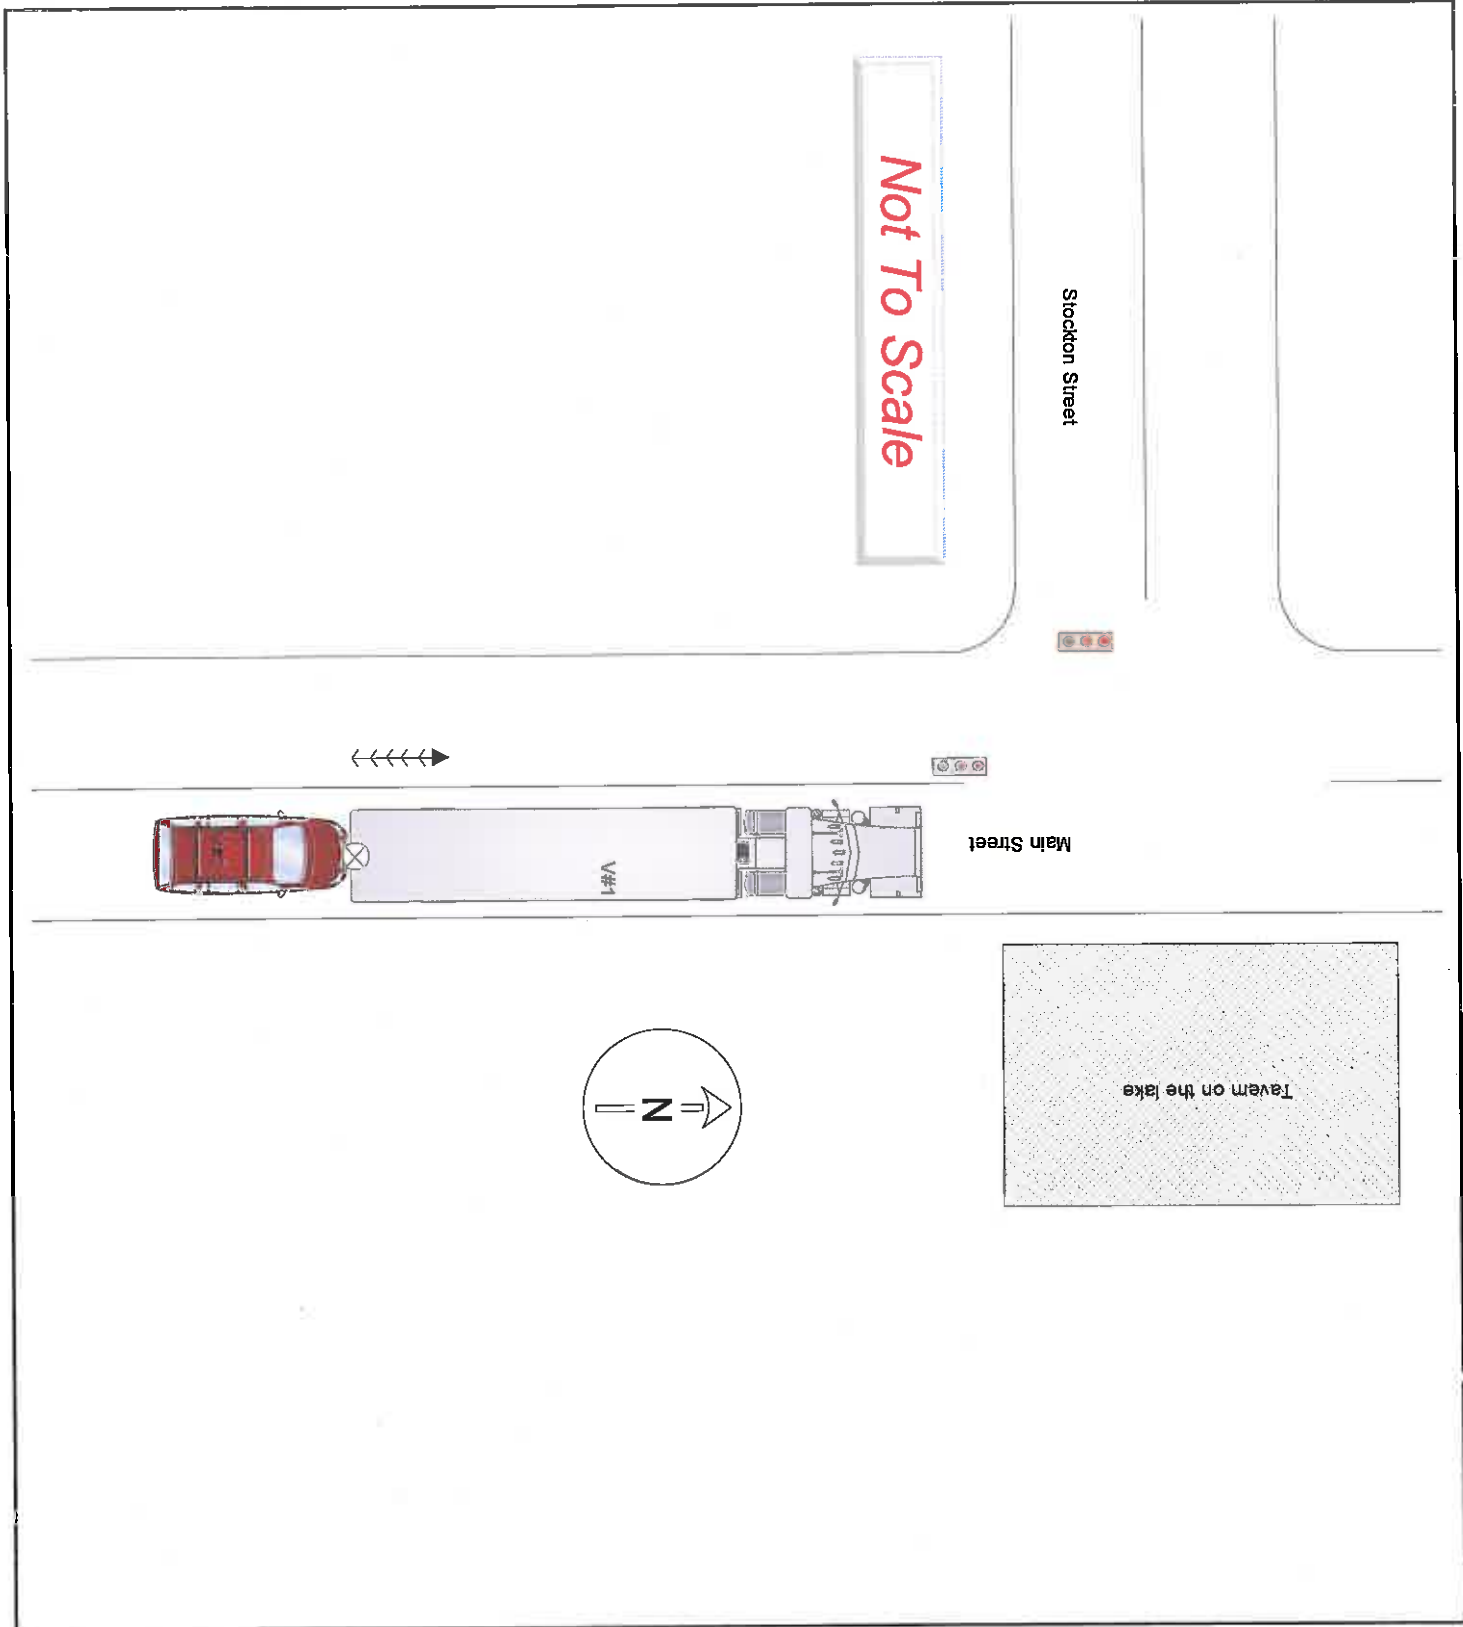 Not To Scale
Stockton Street
Main Street
V#1
N
Tavern on the lake